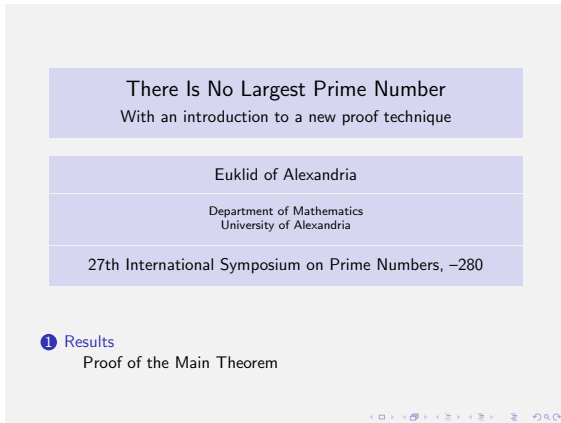 There Is No Largest Prime Number
With an introduction to a new proof technique
Euklid of Alexandria
Department of Mathematics
University of Alexandria
27th International Symposium on Prime Numbers, –280
1 Results
Proof of the Main Theorem